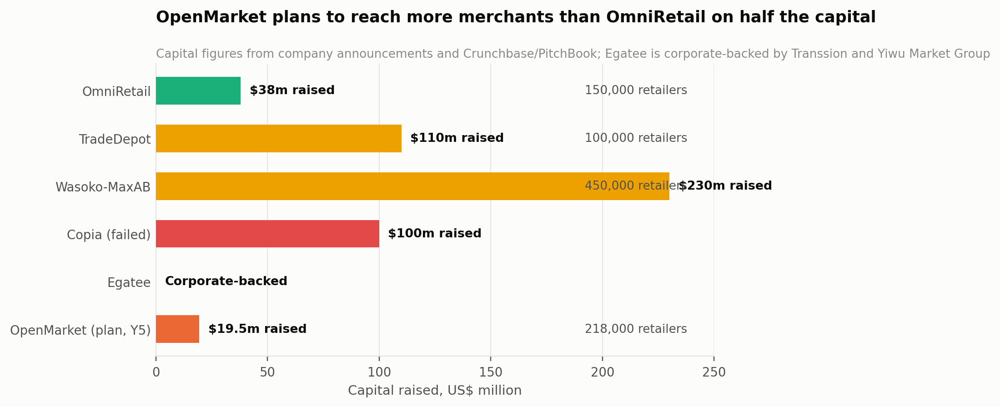 OpenMarket plans to reach more merchants than OmniRetail on half the capital
Capital figures from company announcements and Crunchbase/PitchBook; Egatee is corporate-backed by Transsion and Yiwu Market Group
OmniRetail $38m raised 150,000 retailers
TradeDepot $110m raised 100,000 retailers
Wasoko-MaxAB 450,000 retailers $230m raised
Copia (failed) $100m raised
Egatee Corporate-backed
OpenMarket (plan, Y5) $19.5m raised 218,000 retailers
0 50 100 150 200 250
Capital raised, US$ million